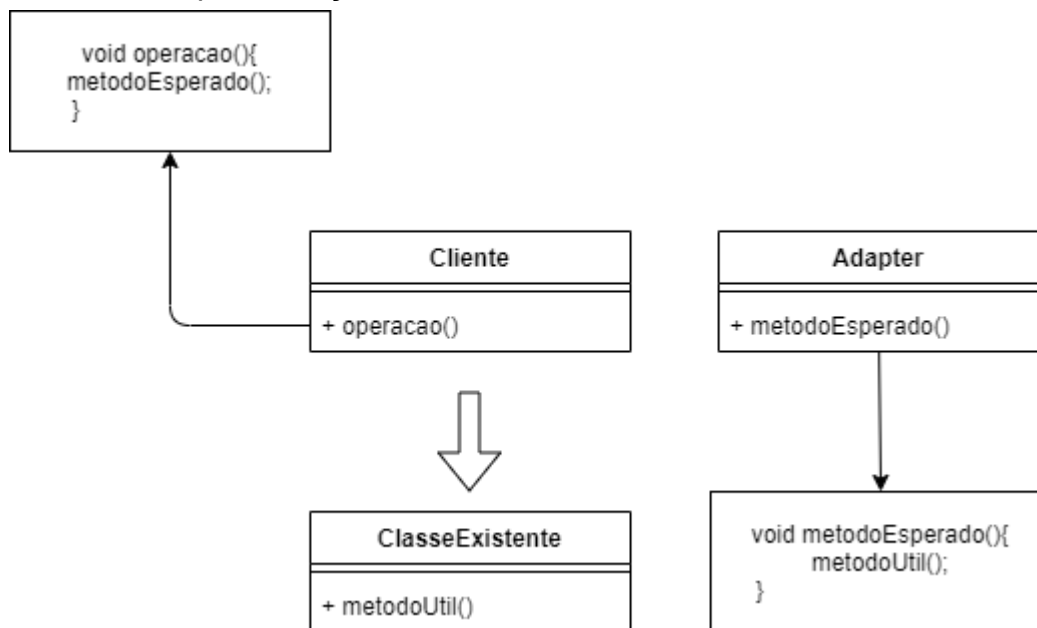 void operacao(){
metodoEsperado();
}
Cliente
+ operacao()
Adapter
+ metodoEsperado()
ClasseExistente
+ metodoUtil()
void metodoEsperado(){
metodoUtil();
}